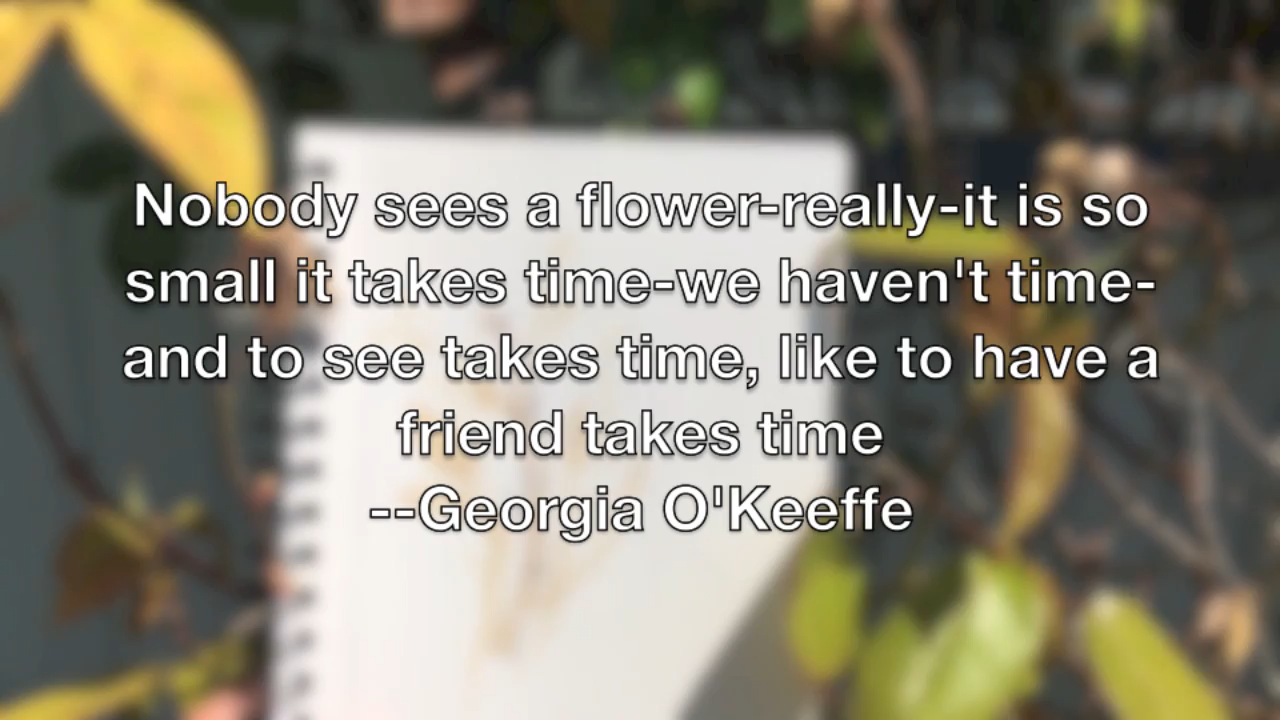 Nobody sees a flower-really-it is so
small it takes time-we haven't time-
and to see takes time, like to have a
friend takes time
--Georgia O'Keeffe